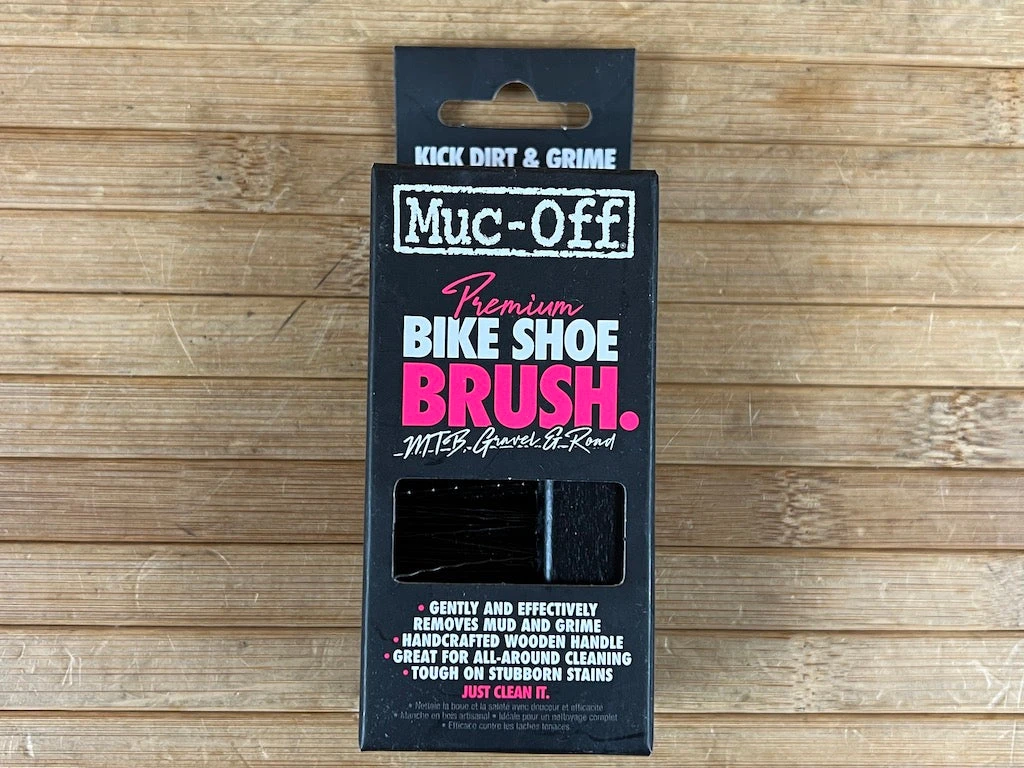 KICK DIRT & GRIME
Muc-Off®
Premium
BIKE SHOE
BRUSH.
MTB, Gravel & Road
• GENTLY AND EFFECTIVELY
REMOVES MUD AND GRIME
• HANDCRAFTED WOODEN HANDLE
• GREAT FOR ALL-AROUND CLEANING
• TOUGH ON STUBBORN STAINS
JUST CLEAN IT.
• Nettoie la boue et la saleté avec douceur et efficacité
• Manche en bois artisanal • Idéale pour un nettoyage complet
• Efficace contre les taches tenaces.